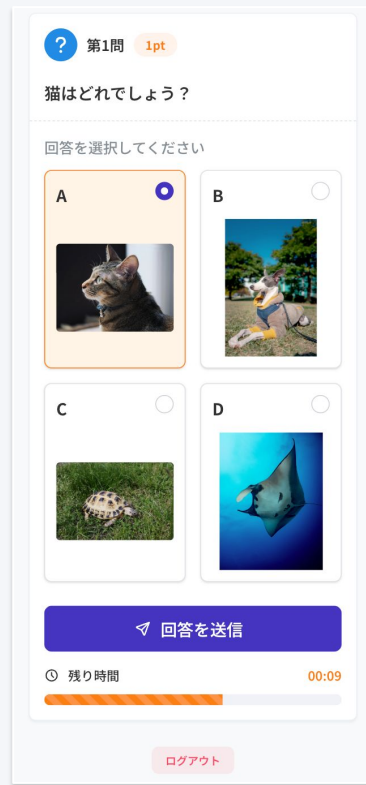 ?
第1問 1pt
猫はどれでしょう？
回答を選択してください
A
B
C
D
回答を送信
残り時間 00:09
ログアウト